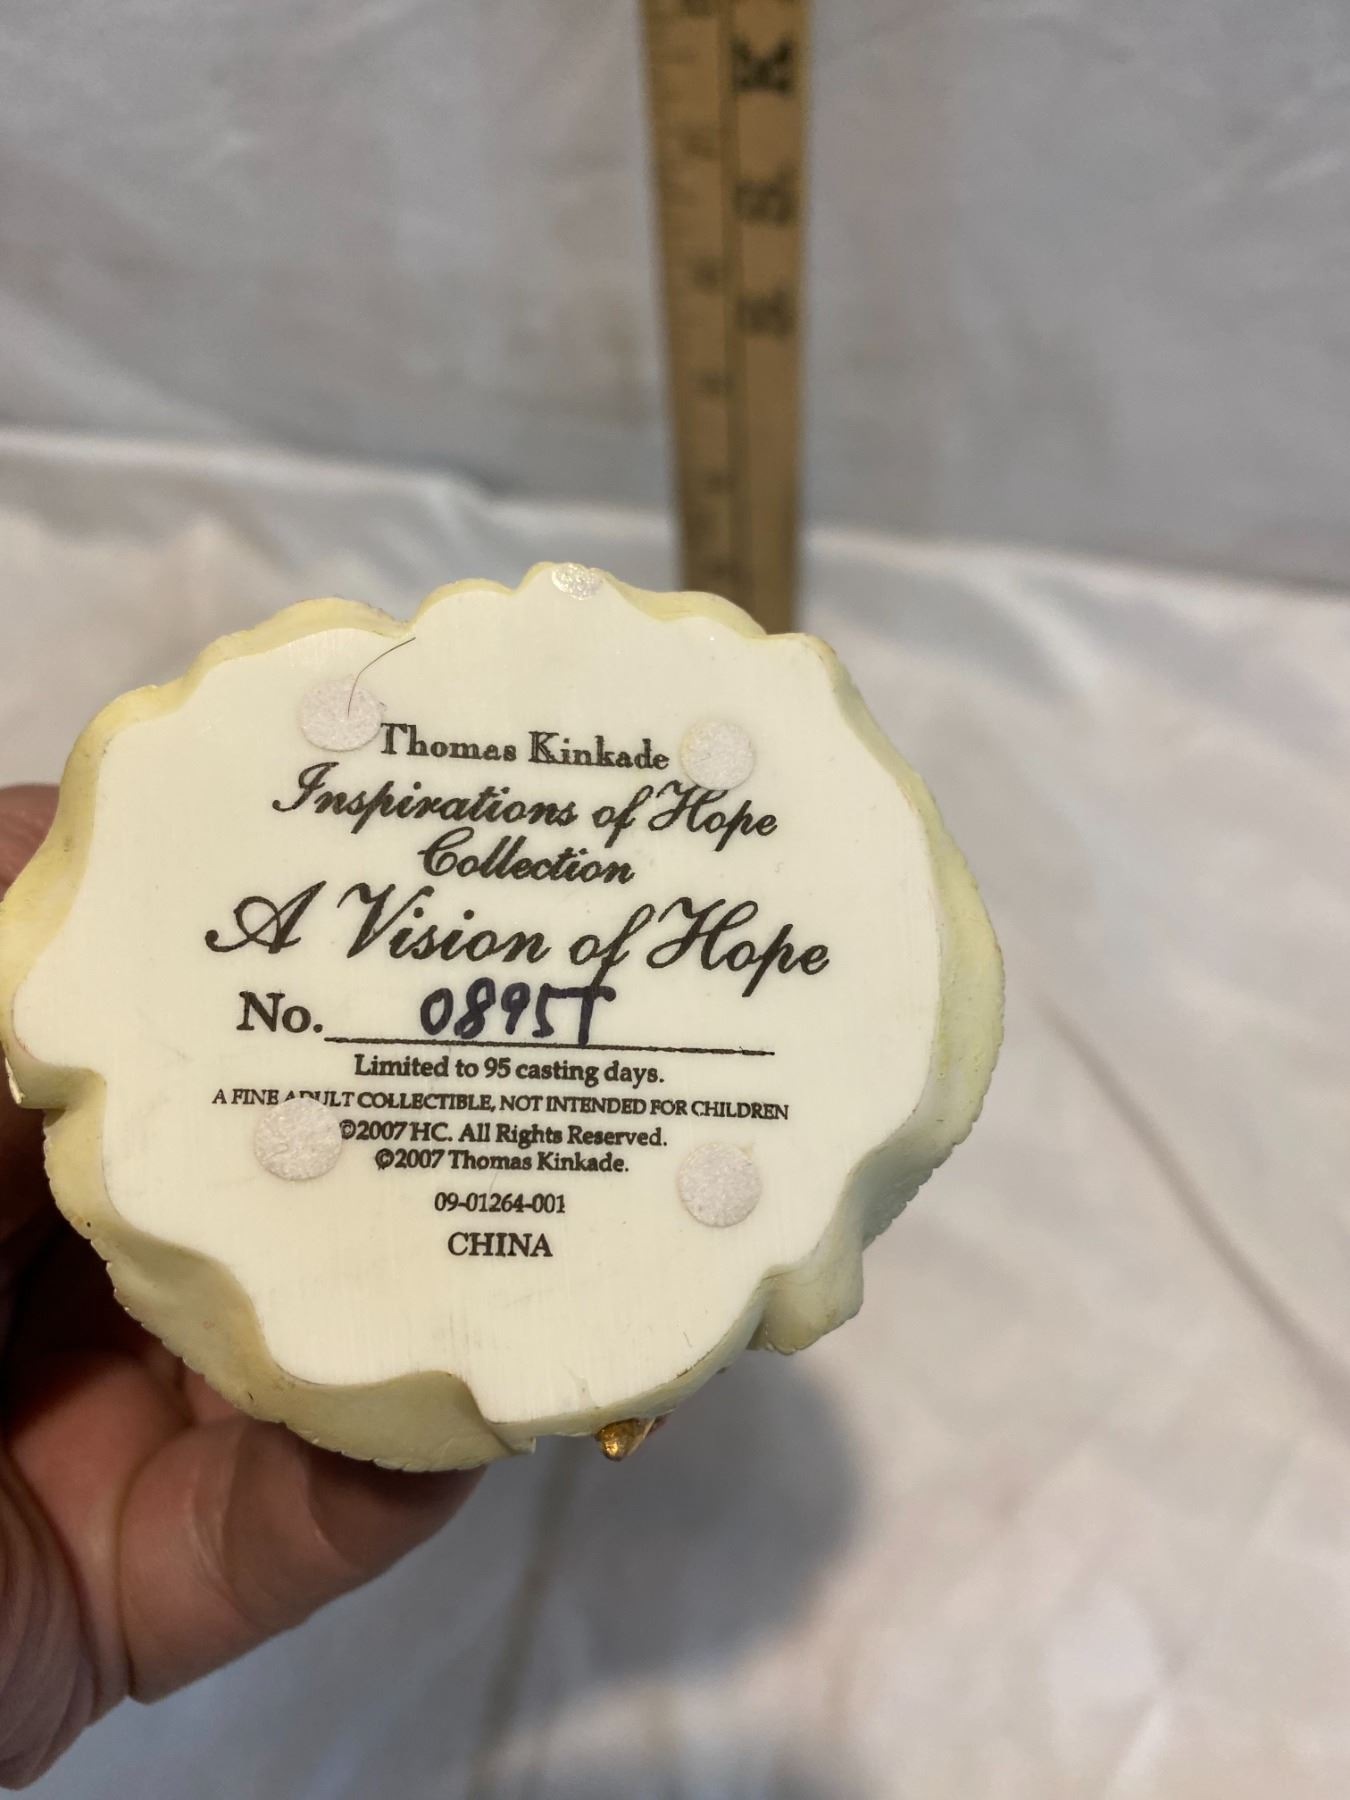 Thomas Kinkade
Inspirations of Hope
Collection
A Vision of Hope
No. 0895T
Limited to 95 casting days.
A FINE ADULT COLLECTIBLE, NOT INTENDED FOR CHILDREN
©2007 HC. All Rights Reserved.
©2007 Thomas Kinkade.
09-01264-001
CHINA